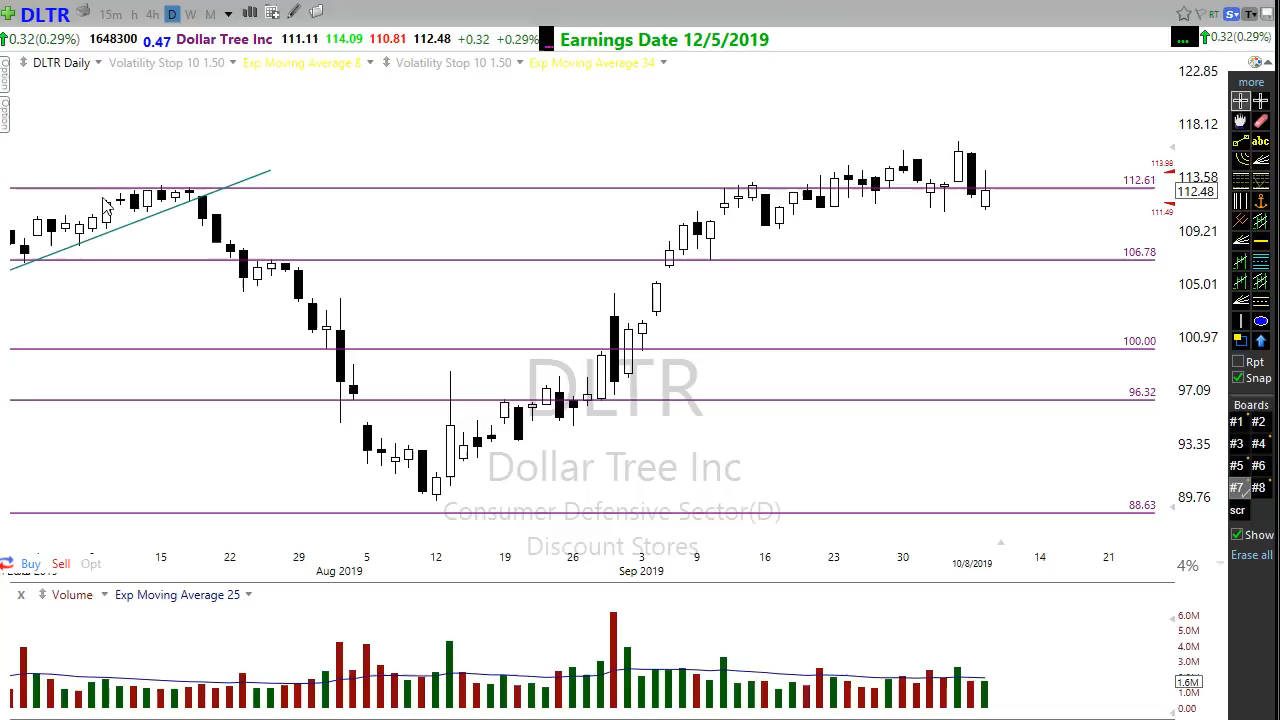 DLTR 15m h 4h D W M RT S T
0.32(0.29%) 1648300 0.47 Dollar Tree Inc 111.11 114.09 110.81 112.48 +0.32 +0.29% ... Earnings Date 12/5/2019 ... 0.32(0.29%)
DLTR Daily Volatility Stop 10 1.50 Exp Moving Average 8 Volatility Stop 10 1.50 Exp Moving Average 34
Option
Option
122.85
118.12
113.98
113.58
112.61
112.48
111.49
109.21
106.78
105.01
100.00
100.97
96.32
97.09
93.35
89.76
88.63
DLTR
Dollar Tree Inc
Consumer Defensive Sector(D)
Discount Stores
15 22 29 5 12 19 26 3 9 16 23 30 10/8/2019 14 21
Aug 2019 Sep 2019
Buy Sell Opt
4%
x Volume Exp Moving Average 25
6.0M
5.0M
4.0M
3.0M
1.6M
1.0M
0.00
more
abc
Rpt
Snap
Boards
#1 #2
#3 #4
#5 #6
#7 #8
scr
Show
Erase all